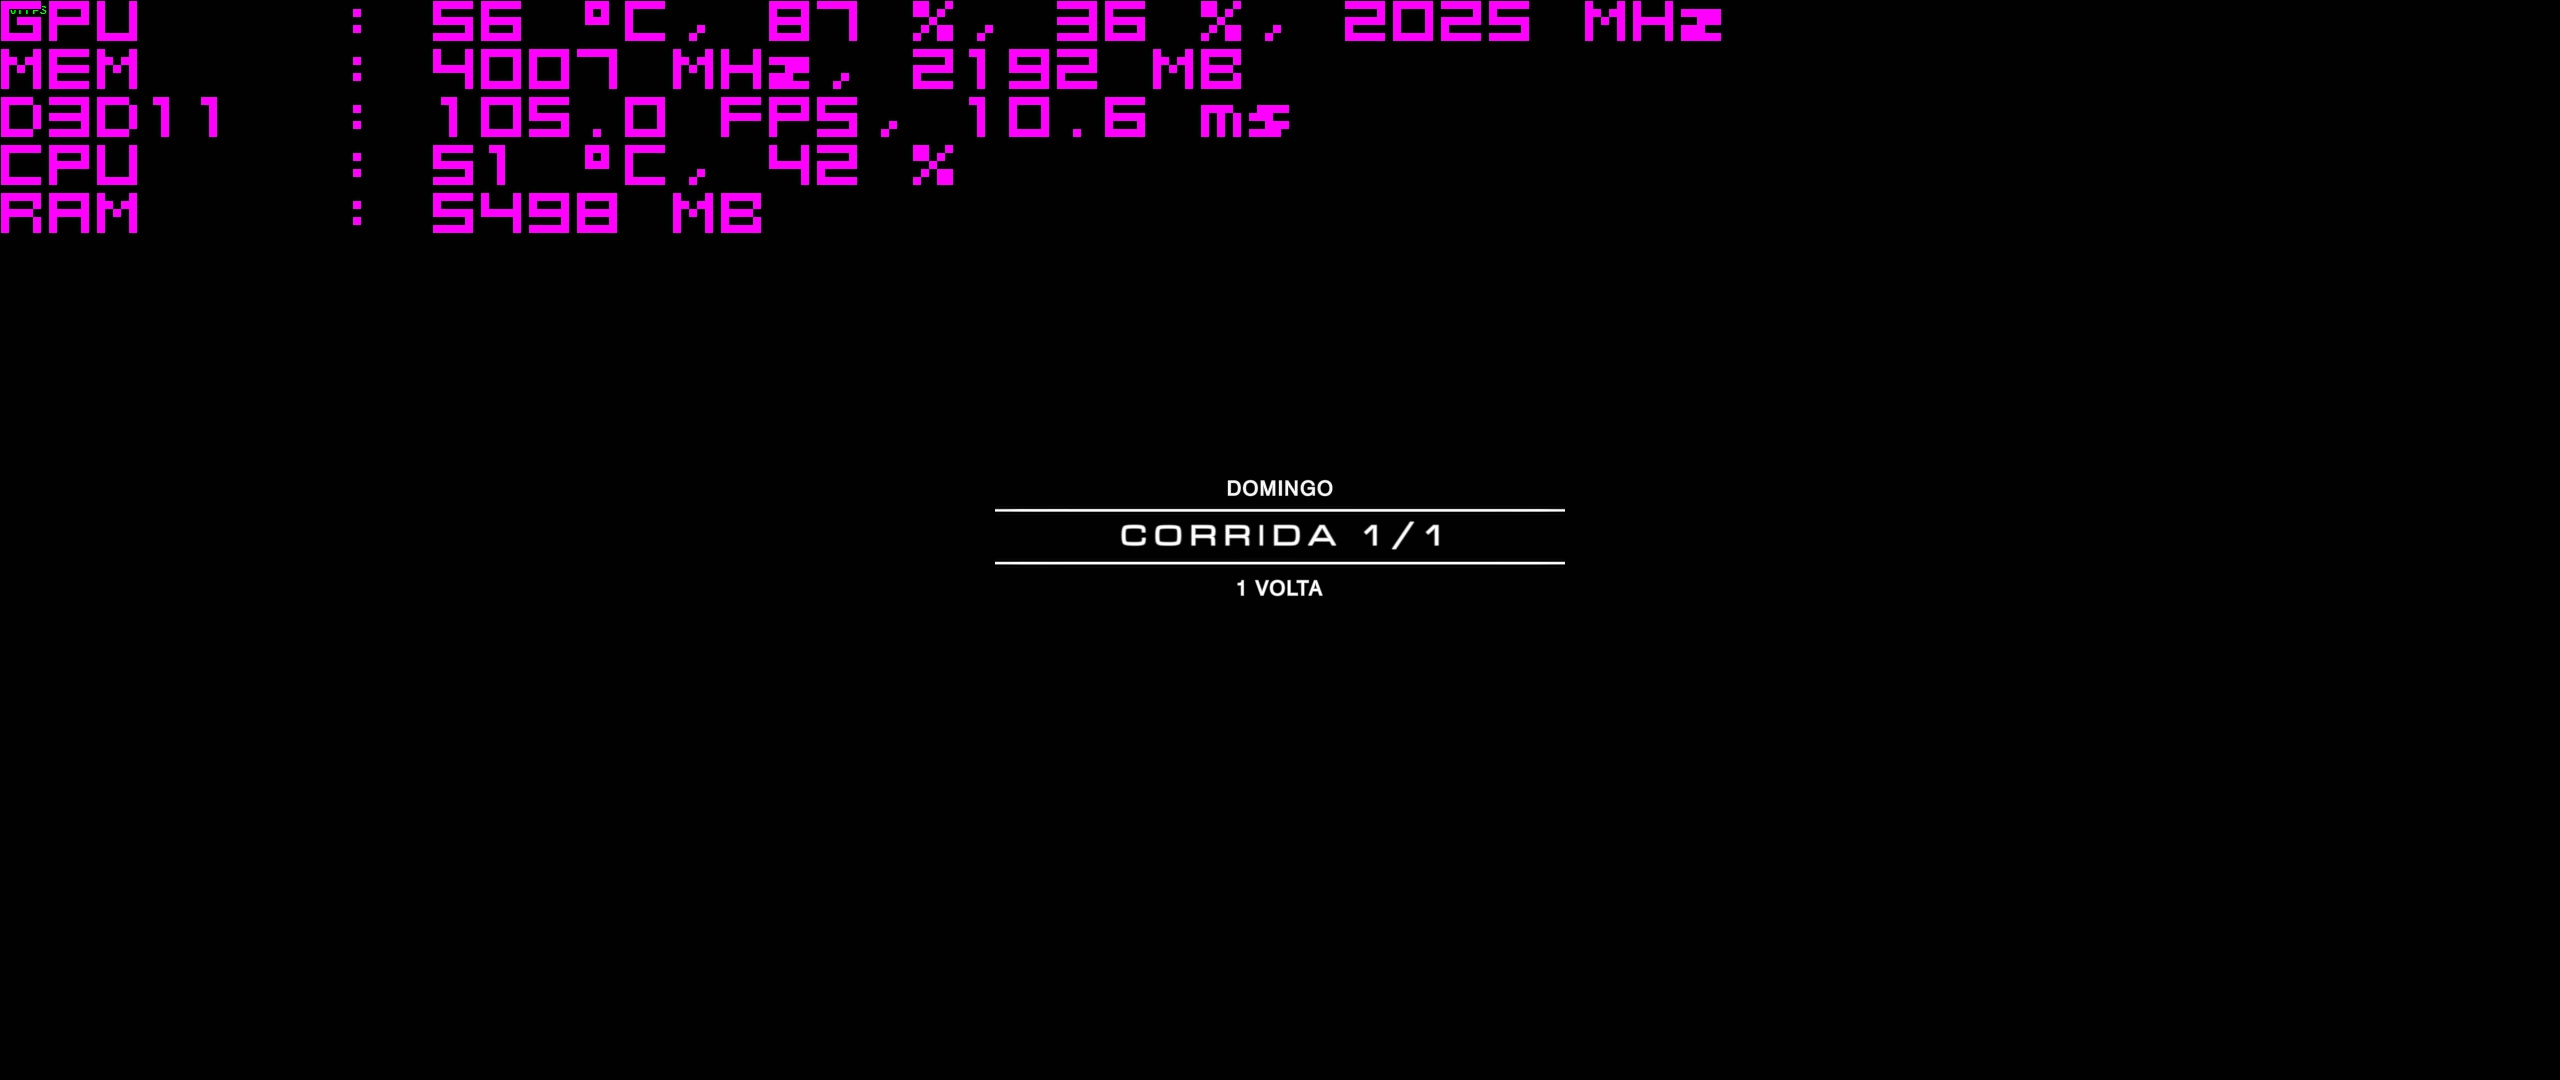 GPU : 56 °C, 87 %, 36 %, 2025 MHz
MEM : 4007 MHz, 2192 MB
D3D11 : 105.0 FPS, 10.6 ms
CPU : 51 °C, 42 %
RAM : 5498 MB
DOMINGO
CORRIDA 1/1
1 VOLTA